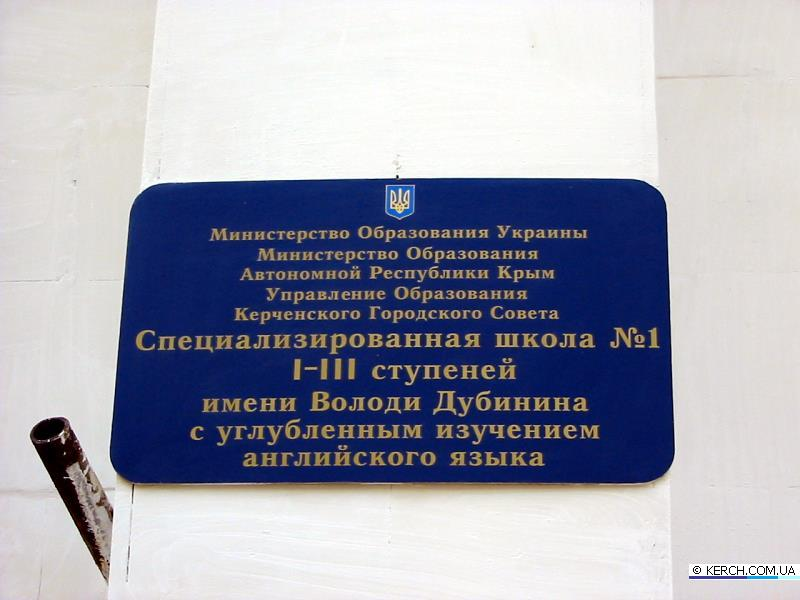 Министерство Образования Украины
Министерство Образования
Автономной Республики Крым
Управление Образования
Керченского Городского Совета
Специализированная школа №1
I-III ступеней
имени Володи Дубинина
с углубленным изучением
английского языка
© KERCH.COM.UA